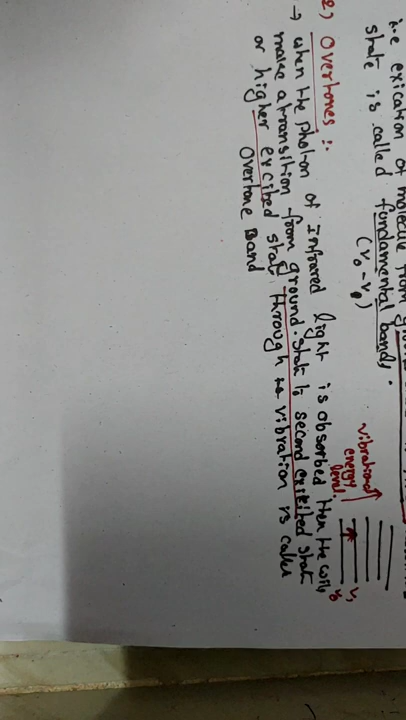 i.e exication of molecule from
state is called fundamental bands.
(V₀ - V₁)
vibrational
energy
level
V₁
V₀
2) Overtones :-
→ when the photon of Infrared light is absorbed then the will
make a transition from ground state to second excited state
or higher excited state through vibration is called
Overtone Band